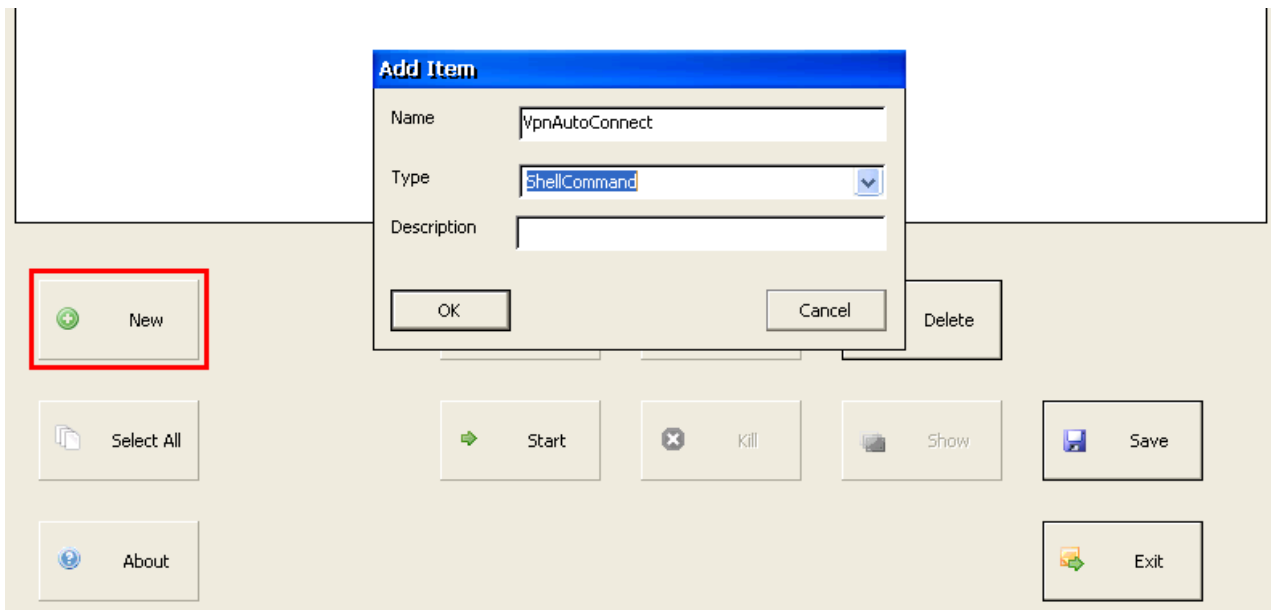 Add Item
Name
VpnAutoConnect
Type
ShellCommand
Description
OK
Cancel
New
Delete
Select All
Start
Kill
Show
Save
About
Exit